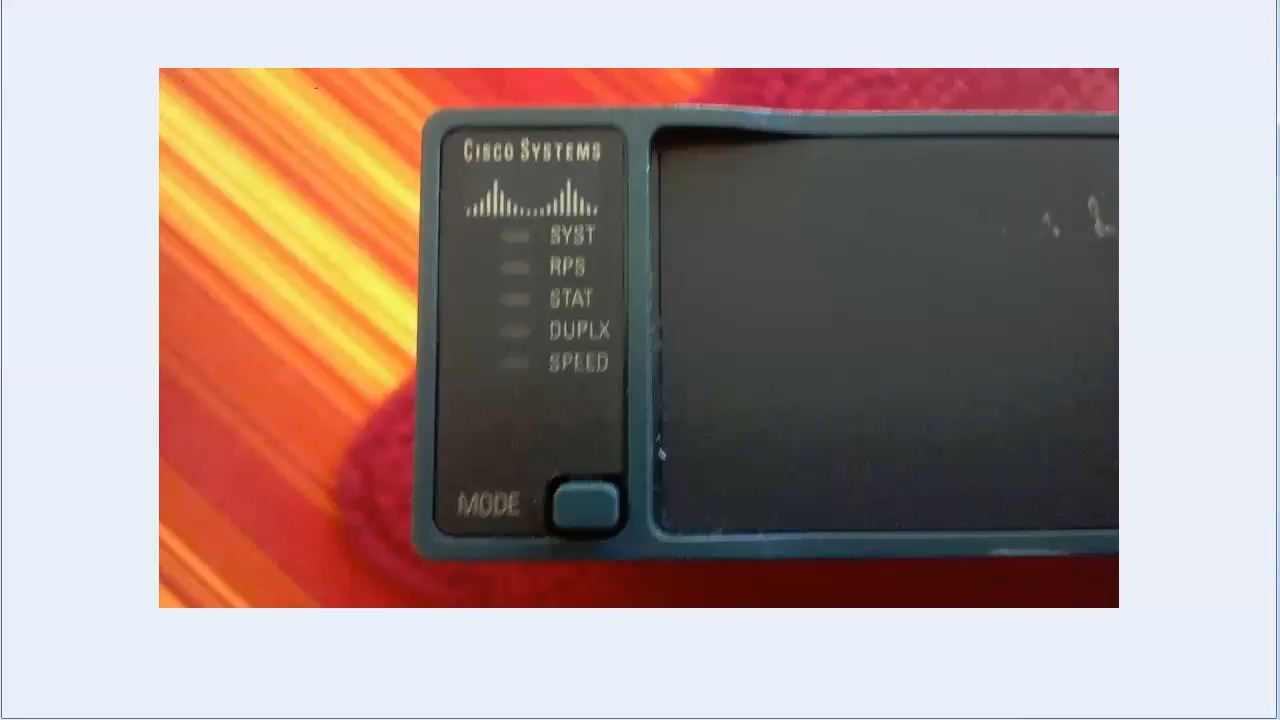 CISCO SYSTEMS
SYST
RPS
STAT
DUPLX
SPEED
MODE